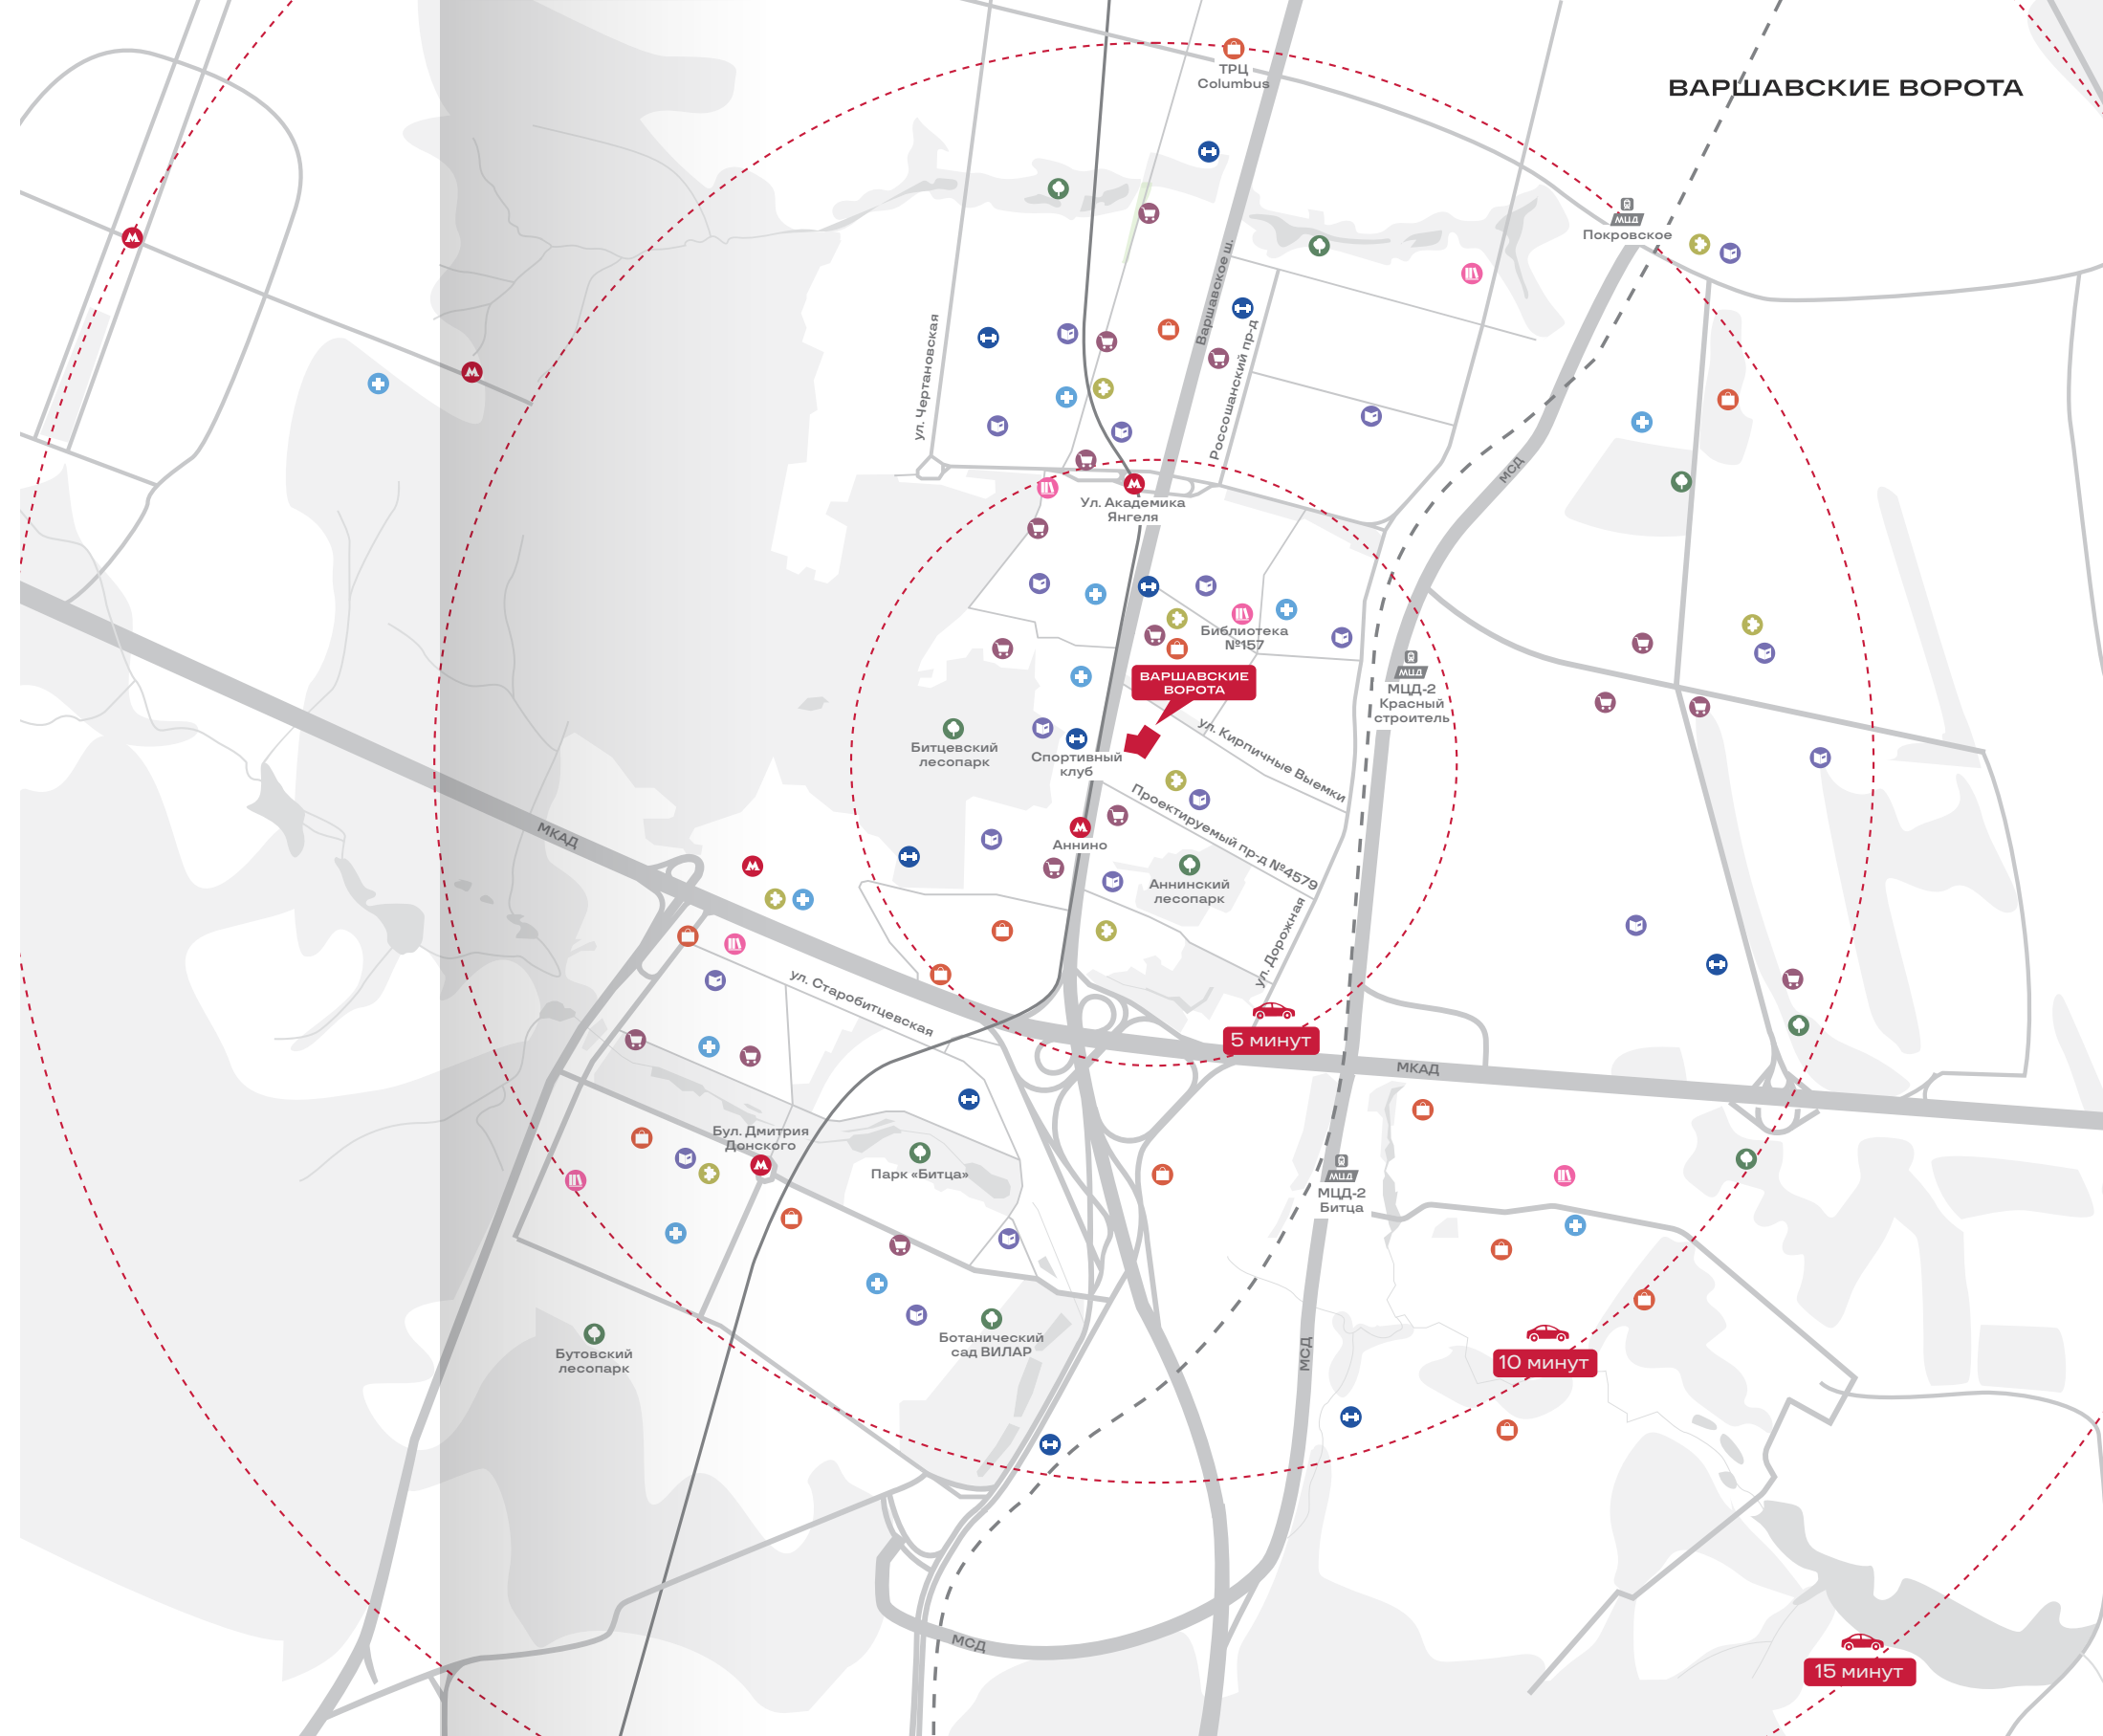 ТРЦ
Columbus
ВАРШАВСКИЕ ВОРОТА
МЦД
Покровское
Варшавское ш.
ул. Чертановская
Россошанский пр-д
МСД
Ул. Академика
Янгеля
Библиотека
№157
ВАРШАВСКИЕ
ВОРОТА
МЦД
МЦД-2
Красный
строитель
Битцевский
лесопарк
Спортивный
клуб
ул. Кирпичные Выемки
Проектируемый пр-д №4579
МКАД
Аннино
Аннинский
лесопарк
ул. Дорожная
ул. Старобитцевская
5 минут
МКАД
Бул. Дмитрия
Донского
Парк «Битца»
МЦД
МЦД-2
Битца
Ботанический
сад ВИЛАР
Бутовский
лесопарк
МСД
10 минут
МСД
15 минут